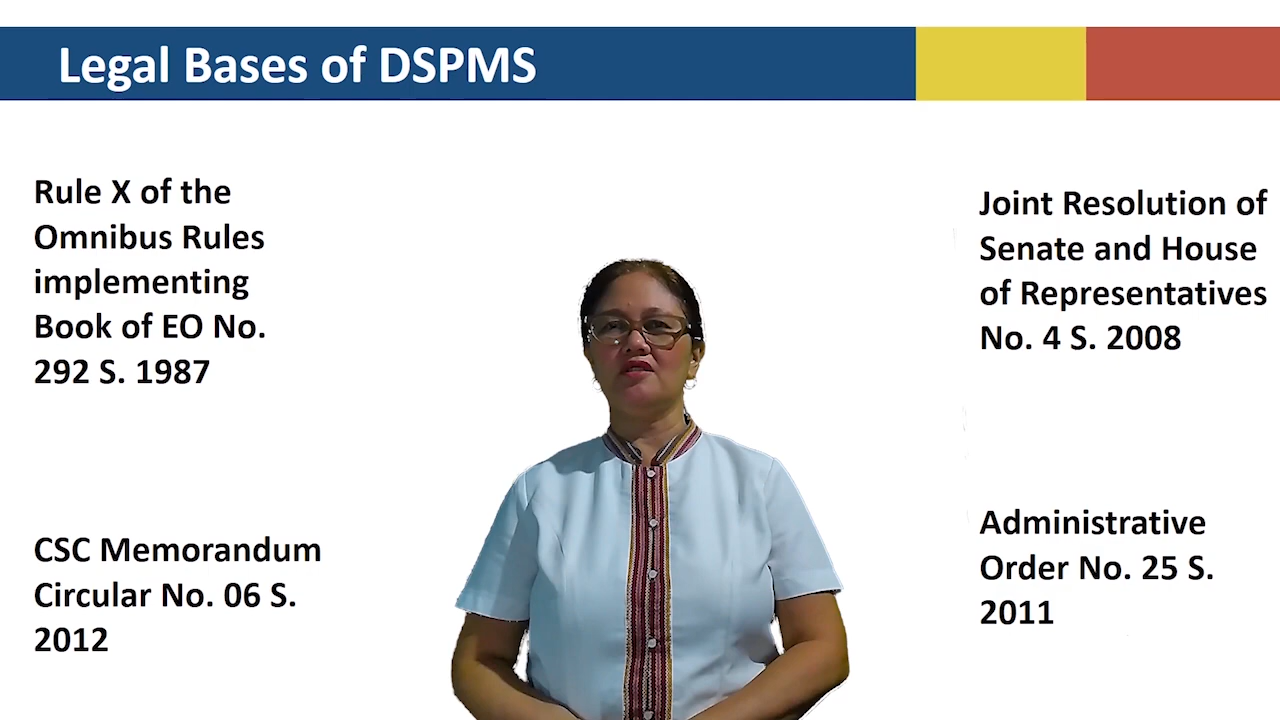 Legal Bases of DSPMS
Rule X of the
Omnibus Rules
implementing
Book of EO No.
292 S. 1987
Joint Resolution of
Senate and House
of Representatives
No. 4 S. 2008
CSC Memorandum
Circular No. 06 S.
2012
Administrative
Order No. 25 S.
2011